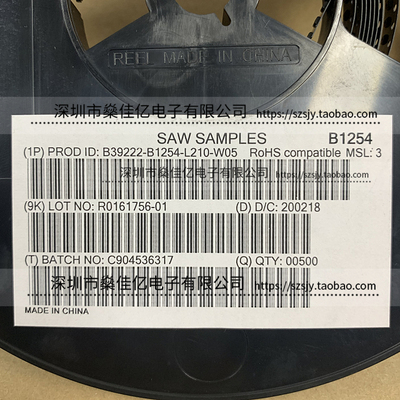 REEL MADE IN CHINA
深圳市燊佳亿电子有限公司 https://szsjy.taobao.com
SAW SAMPLES B1254
(1P) PROD ID: B39222-B1254-L210-W05 RoHS compatible MSL: 3
深圳市燊佳亿电子有限公司 https://szsjy.taobao.com
(9K) LOT NO: R0161756-01 (D) D/C: 200218
(T) BATCH NO: C904536317 (Q) QTY: 00500
深圳市燊佳亿电子有限公司 https://szsjy.taobao.com
MADE IN CHINA